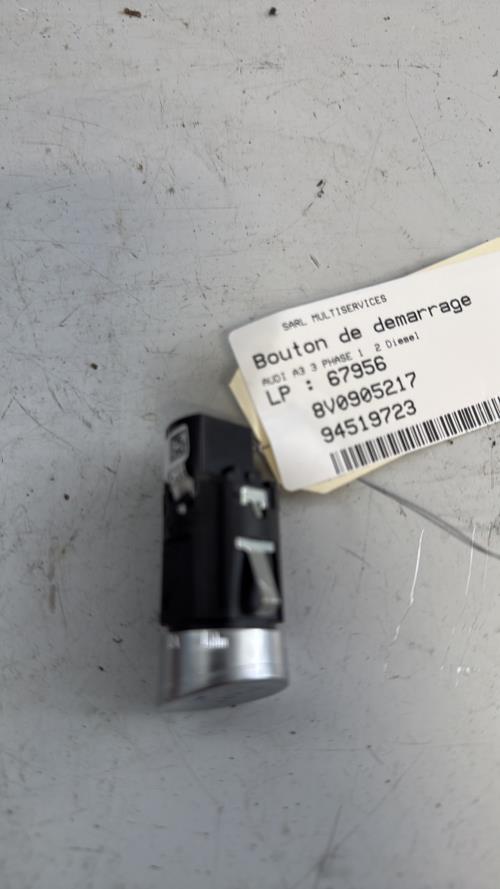 SARL MULTISERVICES
Bouton de demarrage
AUDI A3 3 PHASE 1 2 Diesel
LP : 67956
8V0905217
94519723